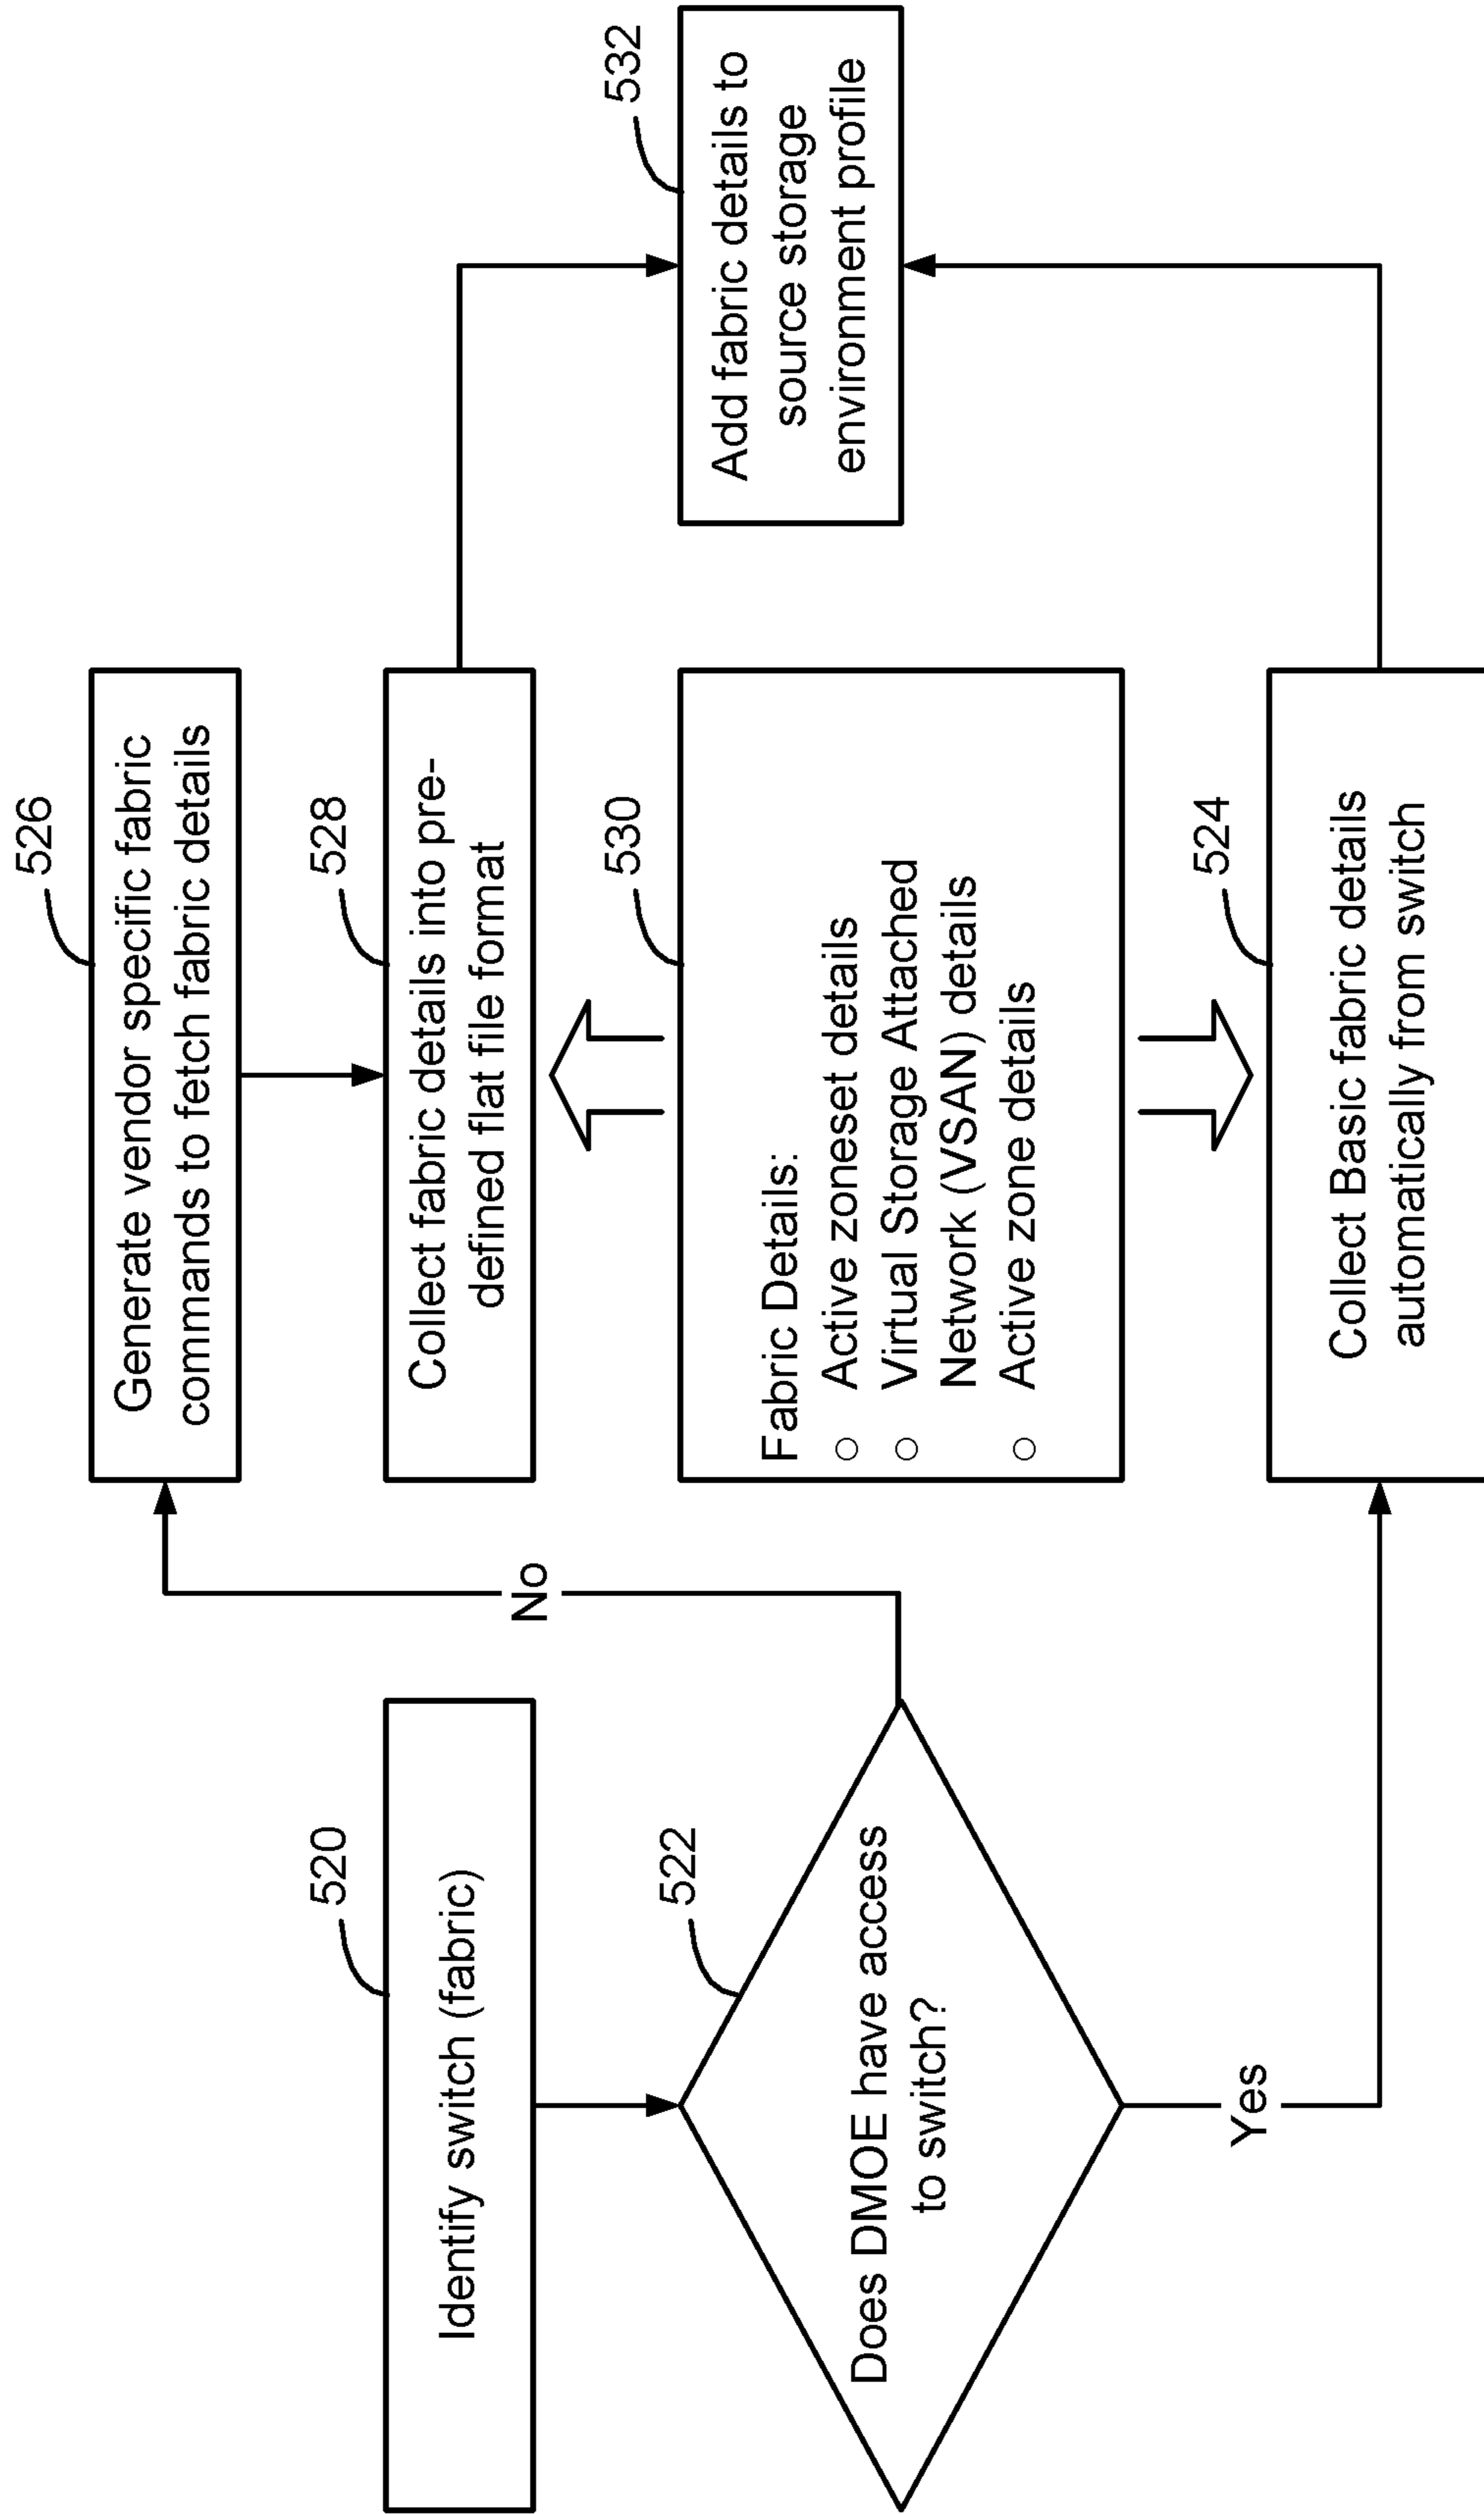 520
Identify switch (fabric)
522
Does DMOE have access
to switch?
No
Yes
526
Generate vendor specific fabric
commands to fetch fabric details
528
Collect fabric details into pre-
defined flat file format
530
Fabric Details:
○ Active zoneset details
○ Virtual Storage Attached
Network (VSAN) details
○ Active zone details
524
Collect Basic fabric details
automatically from switch
532
Add fabric details to
source storage
environment profile